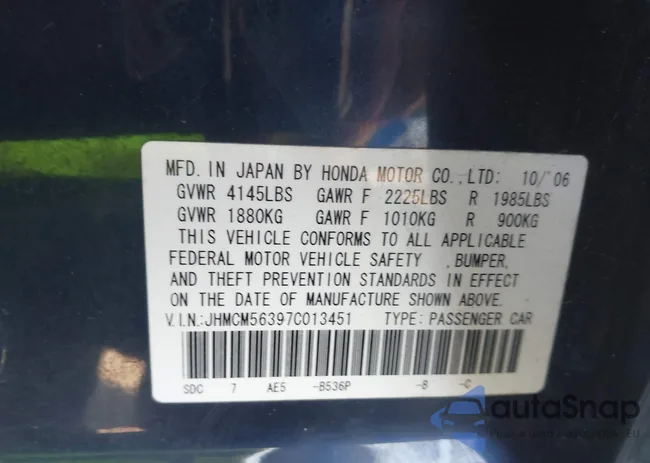 MFD. IN JAPAN BY HONDA MOTOR CO., LTD: 10/'06
GVWR 4145LBS GAWR F 2225LBS R 1985LBS
GVWR 1880KG GAWR F 1010KG R 900KG
THIS VEHICLE CONFORMS TO ALL APPLICABLE
FEDERAL MOTOR VEHICLE SAFETY , BUMPER,
AND THEFT PREVENTION STANDARDS IN EFFECT
ON THE DATE OF MANUFACTURE SHOWN ABOVE.
V.I.N.:JHMCM56397C013451 TYPE: PASSENGER CAR
SDC 7 AE5 -B536P -B -C
autoSnap